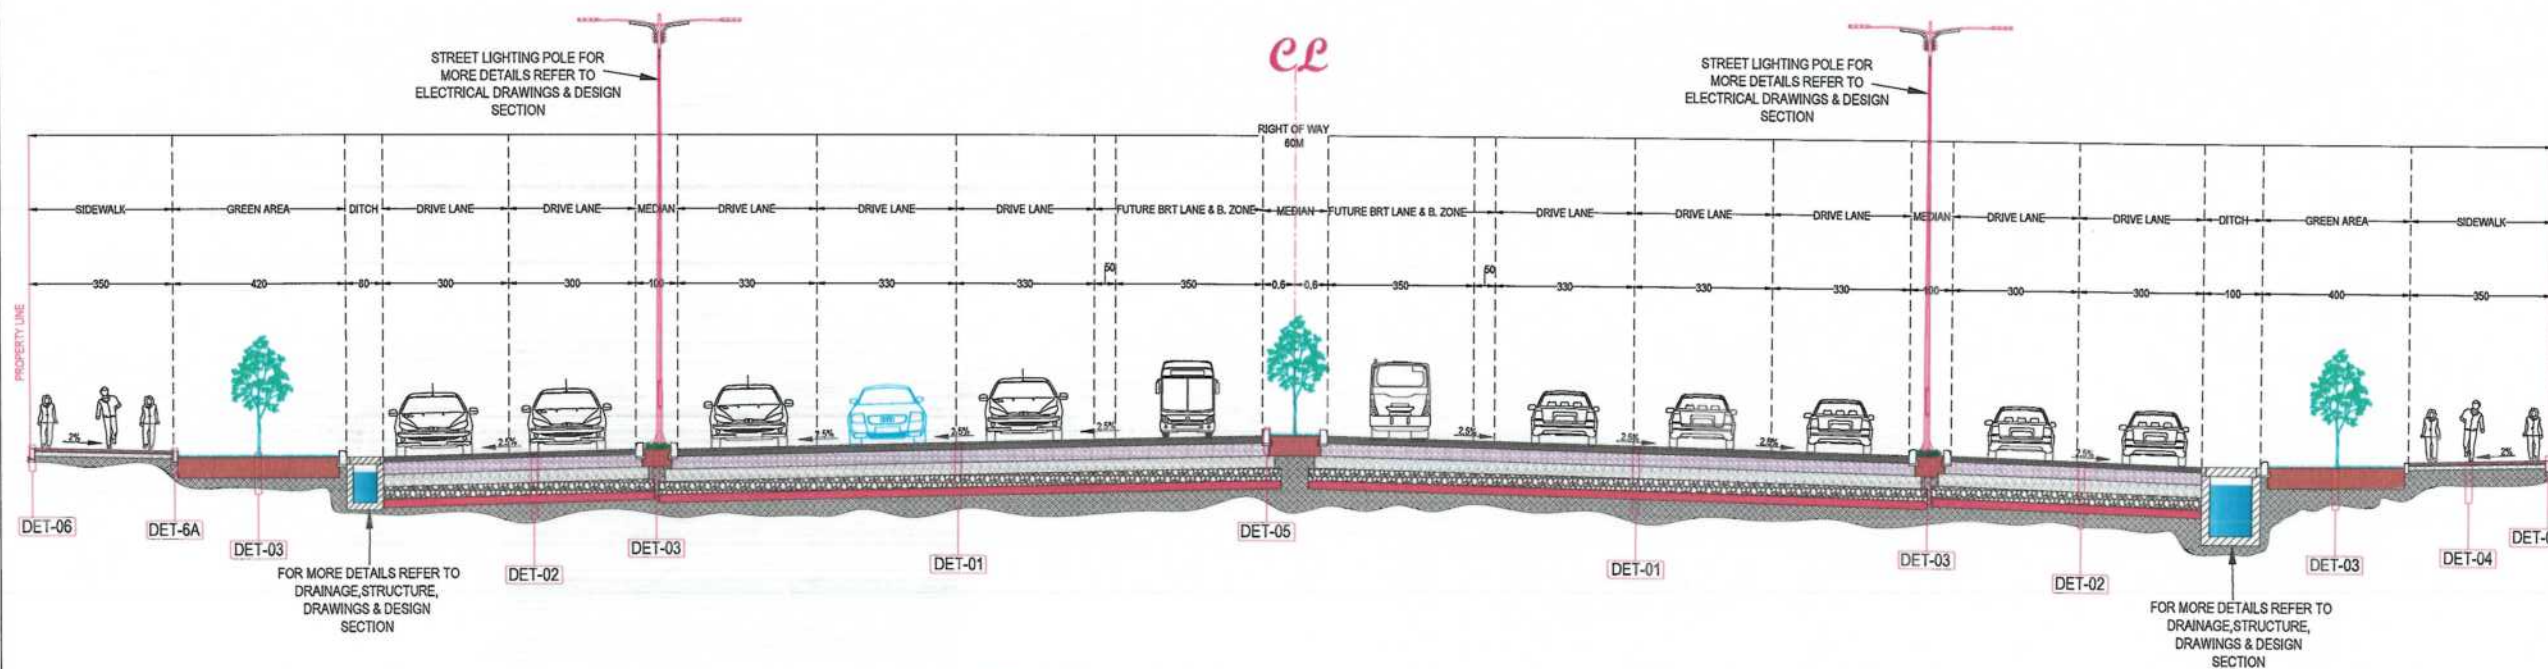 STREET LIGHTING POLE FOR
MORE DETAILS REFER TO
ELECTRICAL DRAWINGS & DESIGN
SECTION
CL
STREET LIGHTING POLE FOR
MORE DETAILS REFER TO
ELECTRICAL DRAWINGS & DESIGN
SECTION
RIGHT OF WAY
60M
SIDEWALK GREEN AREA DITCH DRIVE LANE DRIVE LANE MEDIAN DRIVE LANE DRIVE LANE DRIVE LANE FUTURE BRT LANE & B. ZONE MEDIAN FUTURE BRT LANE & B. ZONE DRIVE LANE DRIVE LANE DRIVE LANE MEDIAN DRIVE LANE DRIVE LANE DITCH GREEN AREA SIDEWALK
350 420 80 300 300 100 330 330 330 50 350 0,6 0,6 350 50 330 330 330 100 300 300 100 400 350
PROPERTY LINE
2% 2.5% 2.5% 2.5% 2.5% 2.5% 2.5% 2.5% 2.5% 2%
DET-06 DET-6A DET-03 DET-02 DET-03 DET-01 DET-05 DET-01 DET-03 DET-02 DET-03 DET-04
FOR MORE DETAILS REFER TO
DRAINAGE,STRUCTURE,
DRAWINGS & DESIGN
SECTION
FOR MORE DETAILS REFER TO
DRAINAGE,STRUCTURE,
DRAWINGS & DESIGN
SECTION